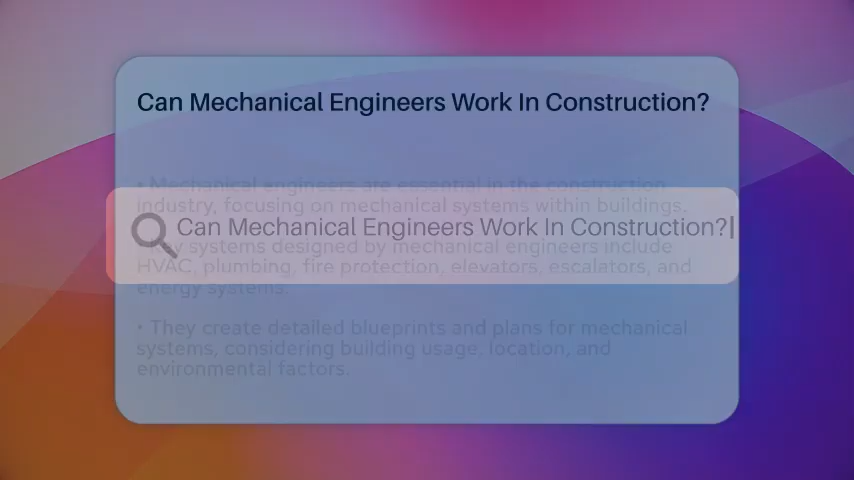 Can Mechanical Engineers Work In Construction?
• Mechanical engineers are essential in the construction
industry, focusing on mechanical systems within buildings.
Can Mechanical Engineers Work In Construction?
systems designed by mechanical engineers include
HVAC, plumbing, fire protection, elevators, escalators, and
energy systems.
• They create detailed blueprints and plans for mechanical
systems, considering building usage, location, and
environmental factors.